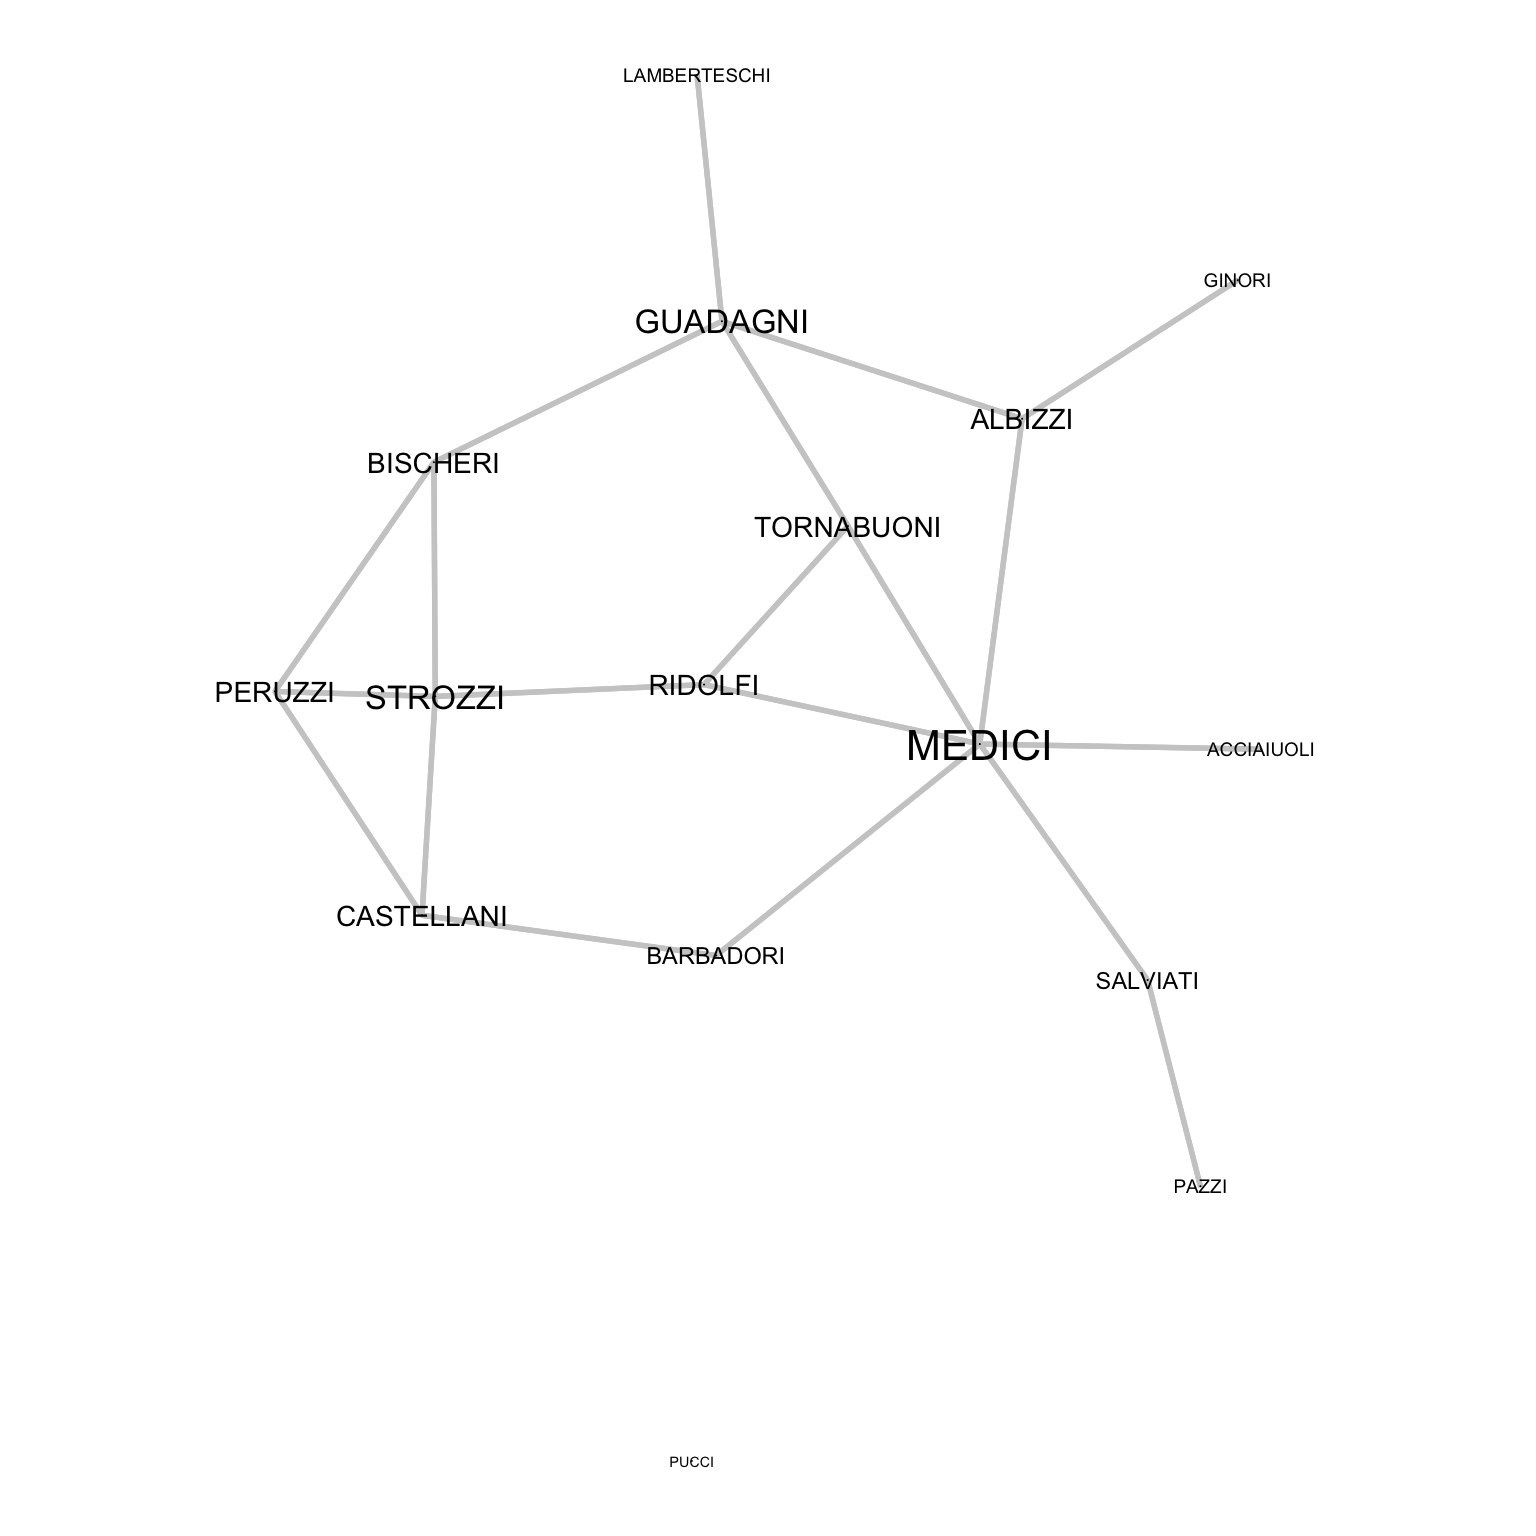 LAMBERTESCHI
GINORI
GUADAGNI
ALBIZZI
BISCHERI
TORNABUONI
PERUZZI
STROZZI
RIDOLFI
MEDICI
ACCIAIUOLI
CASTELLANI
BARBADORI
SALVIATI
PAZZI
PUCCI